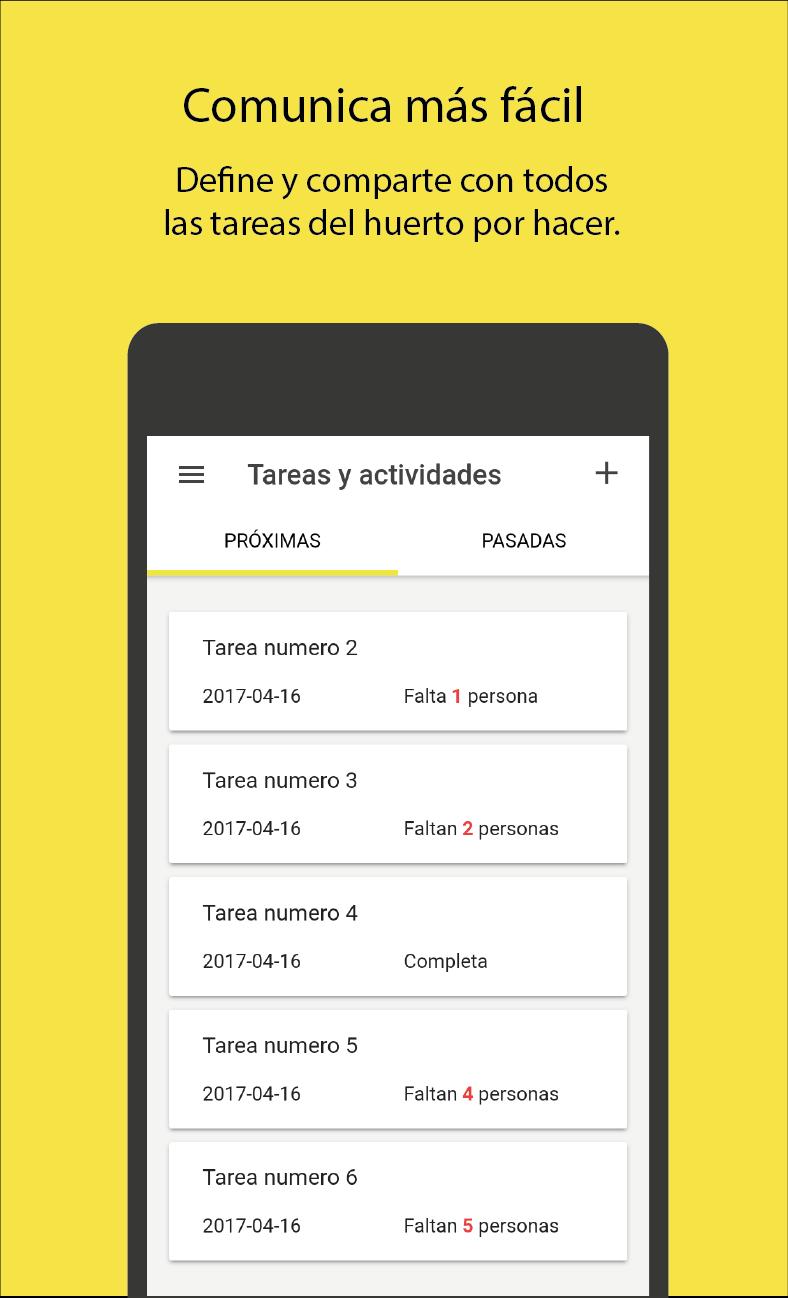 Comunica más fácil
Define y comparte con todos
las tareas del huerto por hacer.
Tareas y actividades
PRÓXIMAS PASADAS
Tarea numero 2
2017-04-16 Falta 1 persona
Tarea numero 3
2017-04-16 Faltan 2 personas
Tarea numero 4
2017-04-16 Completa
Tarea numero 5
2017-04-16 Faltan 4 personas
Tarea numero 6
2017-04-16 Faltan 5 personas